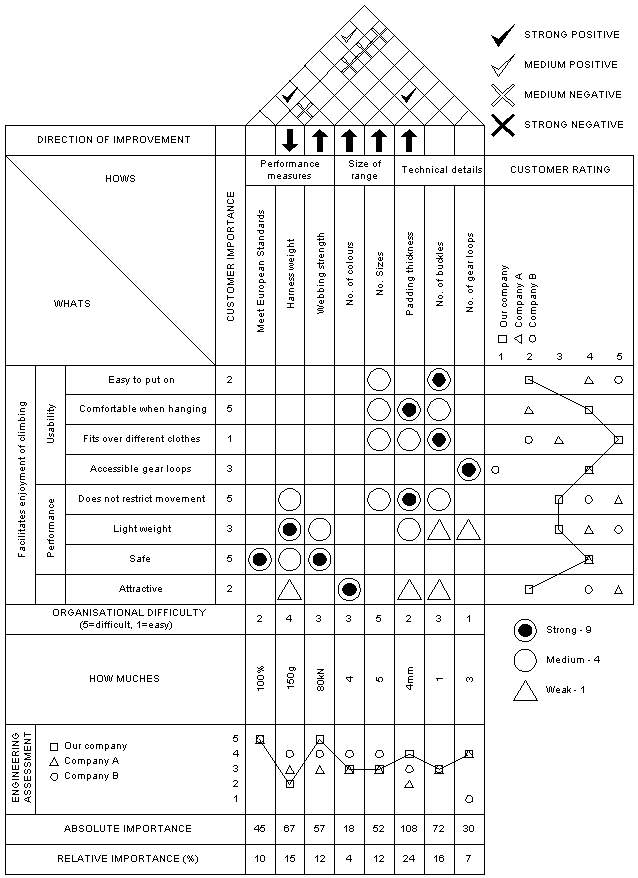 STRONG POSITIVE
MEDIUM POSITIVE
MEDIUM NEGATIVE
STRONG NEGATIVE
DIRECTION OF IMPROVEMENT
HOWS
WHATS
CUSTOMER IMPORTANCE
Performance
measures
Size of
range
Technical details
CUSTOMER RATING
Meet European Standards
Harness weight
Webbing strength
No. of colours
No. Sizes
Padding thickness
No. of buckles
No. of gear loops
Our company
Company A
Company B
1 2 3 4 5
Facilitates enjoyment of climbing
Usability
Easy to put on 2
Comfortable when hanging 5
Fits over different clothes 1
Accessible gear loops 3
Performance
Does not restrict movement 5
Light weight 3
Safe 5
Attractive 2
ORGANISATIONAL DIFFICULTY
(5=difficult, 1=easy)
2 4 3 3 5 2 3 1
Strong - 9
Medium - 4
Weak - 1
HOW MUCHES
100% 150g 80kN 4 5 4mm 1 3
ENGINEERING
ASSESSMENT
Our company
Company A
Company B
5
4
3
2
1
ABSOLUTE IMPORTANCE 45 67 57 18 52 108 72 30
RELATIVE IMPORTANCE (%) 10 15 12 4 12 24 16 7